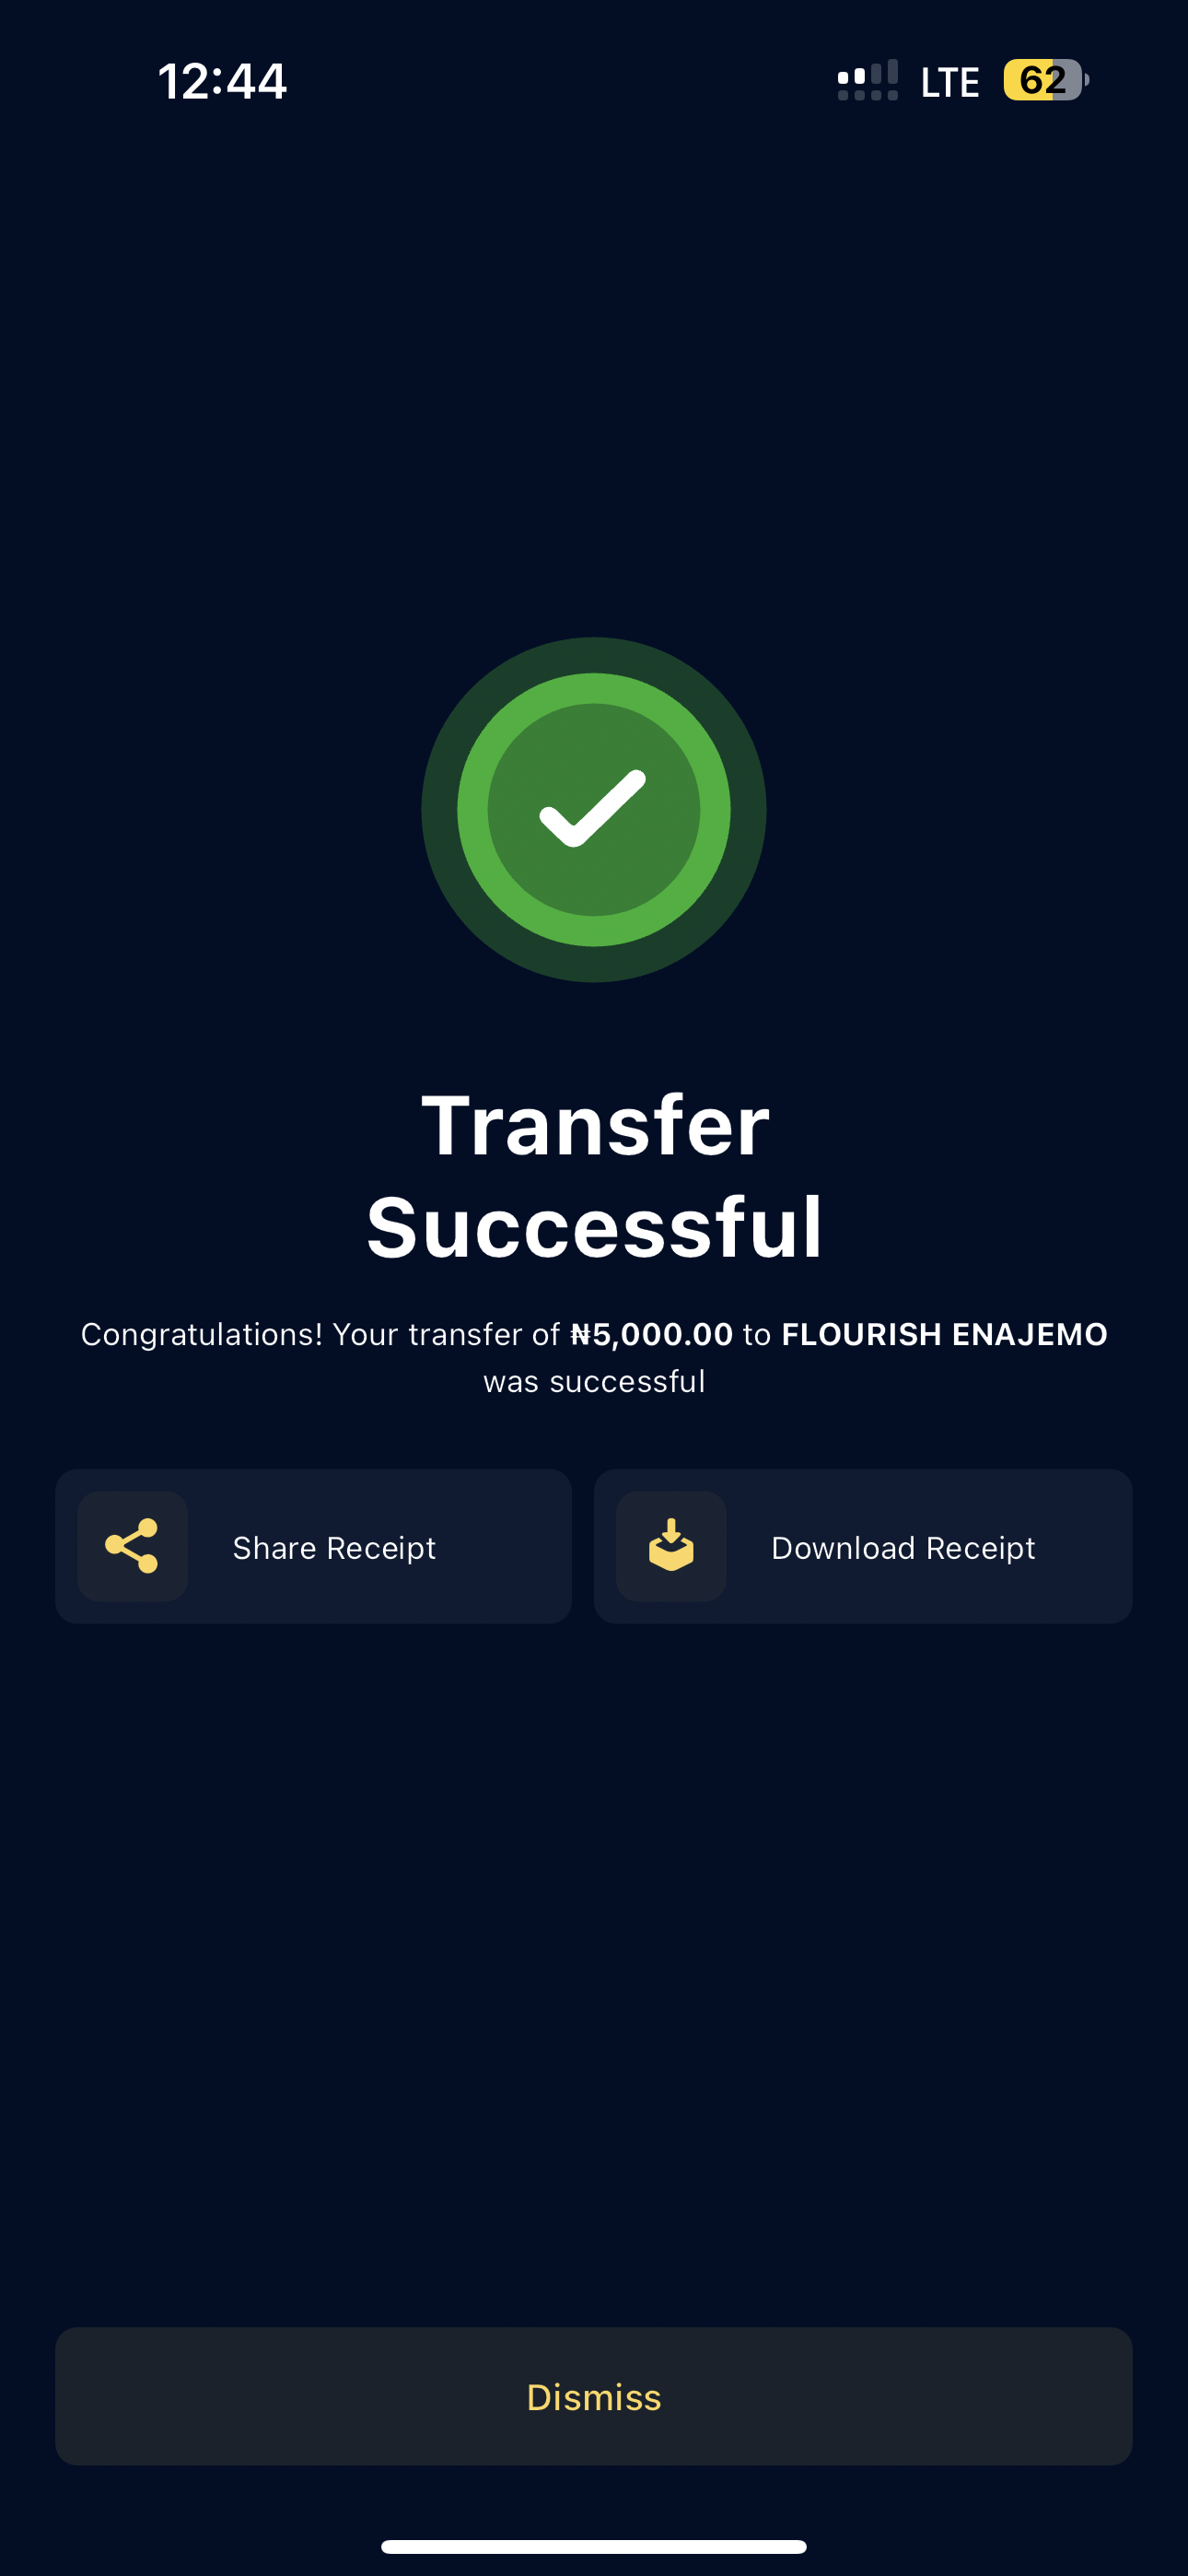 12:44 LTE 62
Transfer
Successful
Congratulations! Your transfer of ₦5,000.00 to FLOURISH ENAJEMO
was successful
Share Receipt
Download Receipt
Dismiss